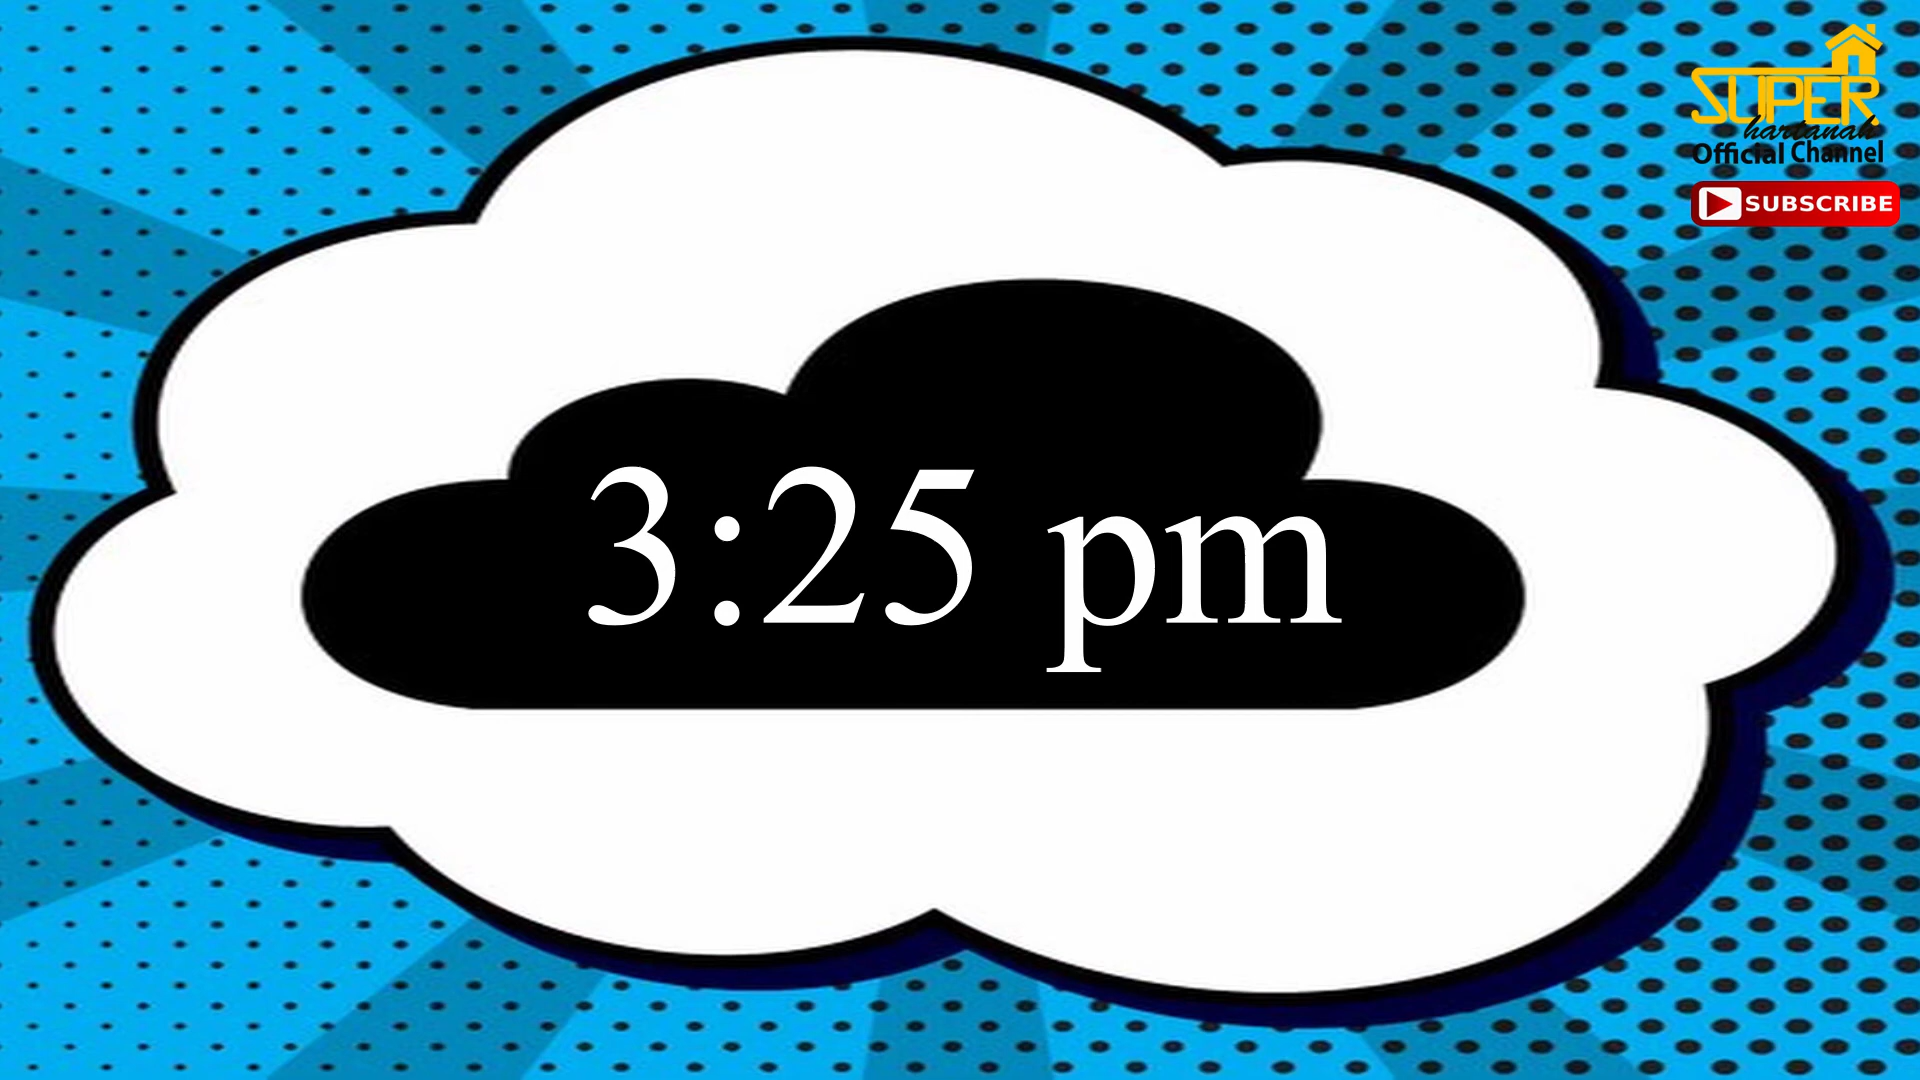 SUPER
hartanah
Official Channel
SUBSCRIBE
3:25 pm